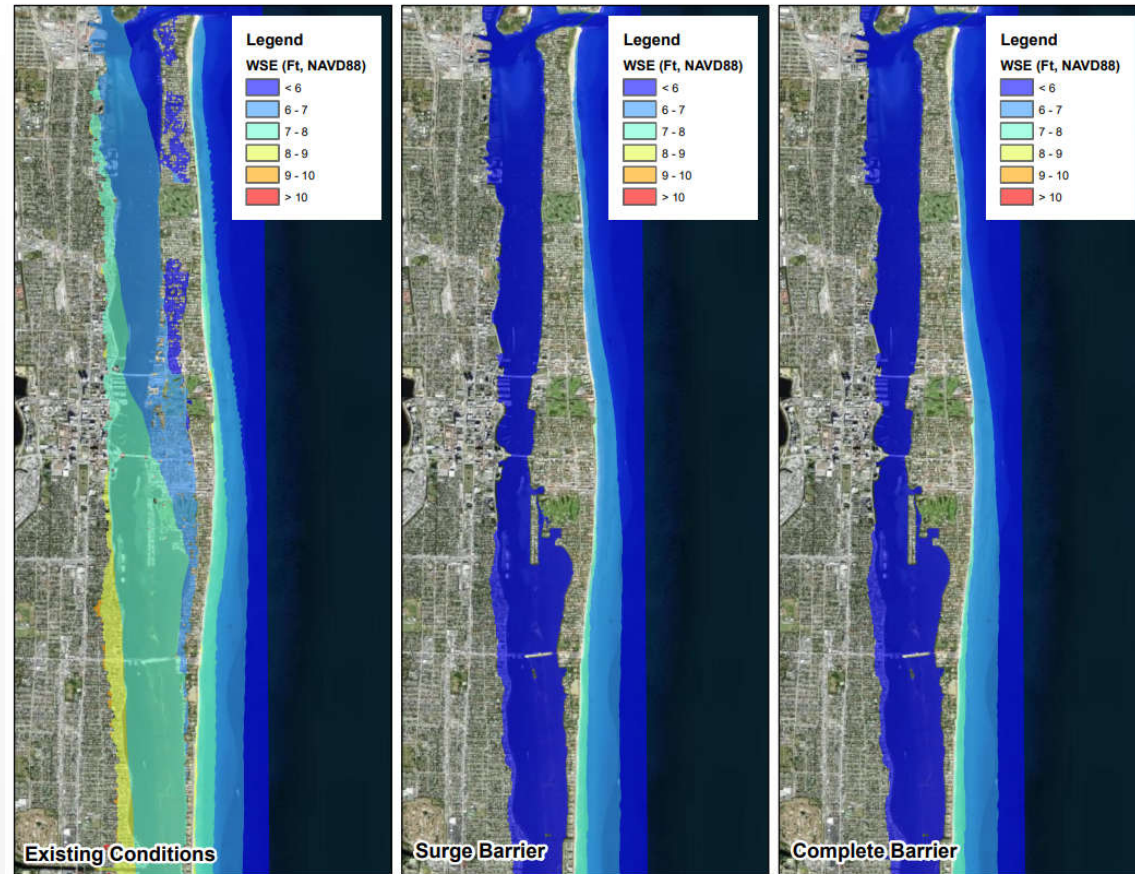 Legend
WSE (Ft, NAVD88)
< 6
6 - 7
7 - 8
8 - 9
9 - 10
> 10
Existing Conditions
Legend
WSE (Ft, NAVD88)
< 6
6 - 7
7 - 8
8 - 9
9 - 10
> 10
Surge Barrier
Legend
WSE (Ft, NAVD88)
< 6
6 - 7
7 - 8
8 - 9
9 - 10
> 10
Complete Barrier